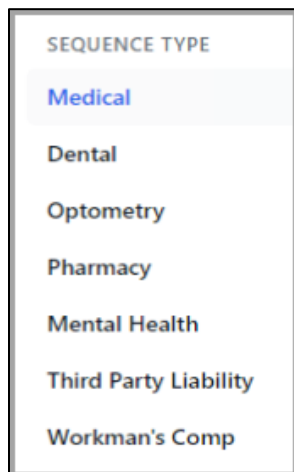 SEQUENCE TYPE
Medical
Dental
Optometry
Pharmacy
Mental Health
Third Party Liability
Workman's Comp